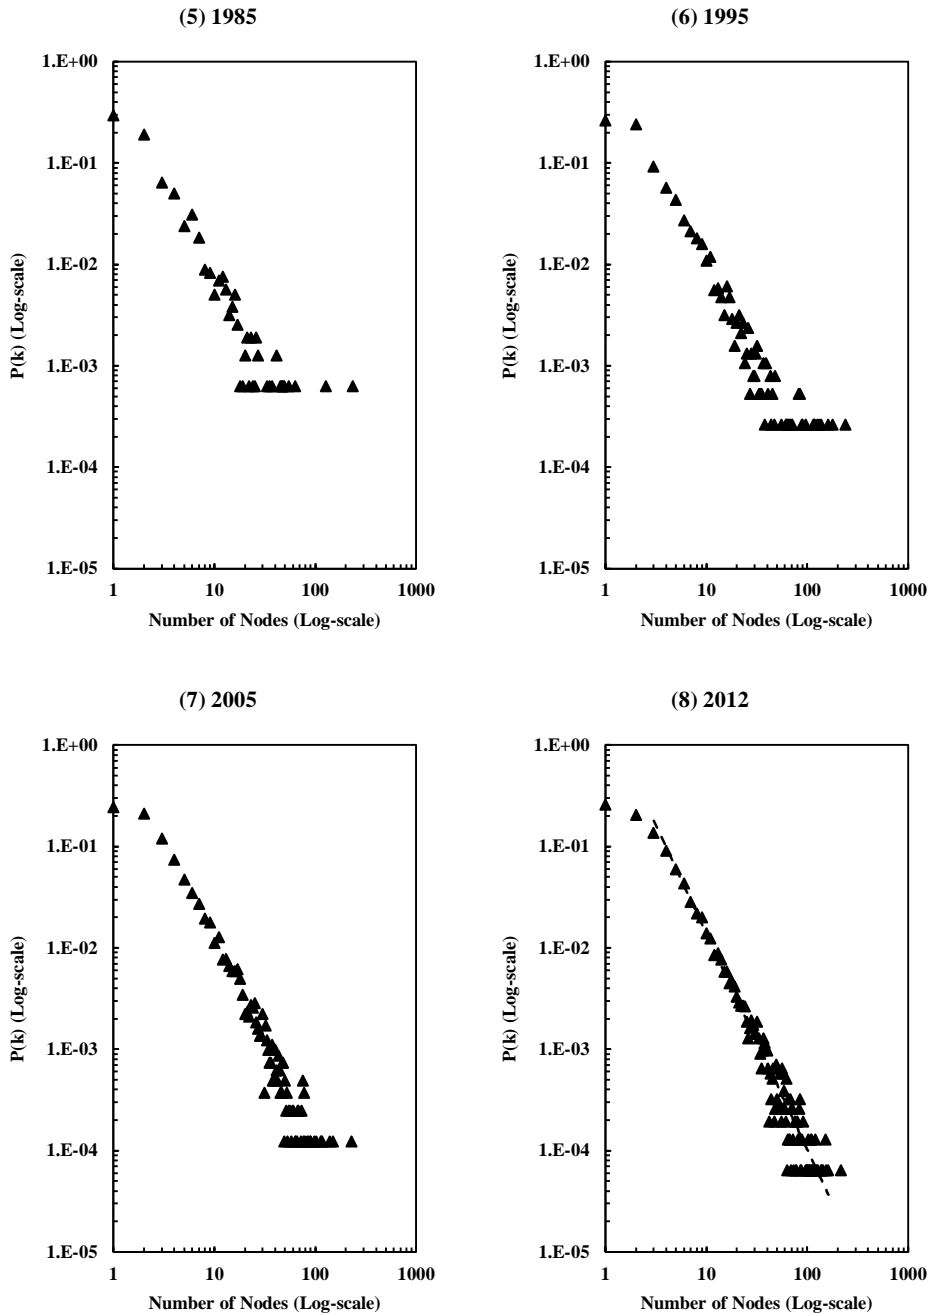 (5) 1985
(6) 1995
1.E+00
1.E-01
1.E-02
1.E-03
1.E-04
1.E-05
P(k) (Log-scale)
1 10 100 1000
Number of Nodes (Log-scale)
1.E+00
1.E-01
1.E-02
1.E-03
1.E-04
1.E-05
P(k) (Log-scale)
1 10 100 1000
Number of Nodes (Log-scale)
(7) 2005
(8) 2012
1.E+00
1.E-01
1.E-02
1.E-03
1.E-04
1.E-05
P(k) (Log-scale)
1 10 100 1000
Number of Nodes (Log-scale)
1.E+00
1.E-01
1.E-02
1.E-03
1.E-04
1.E-05
P(k) (Log-scale)
1 10 100 1000
Number of Nodes (Log-scale)